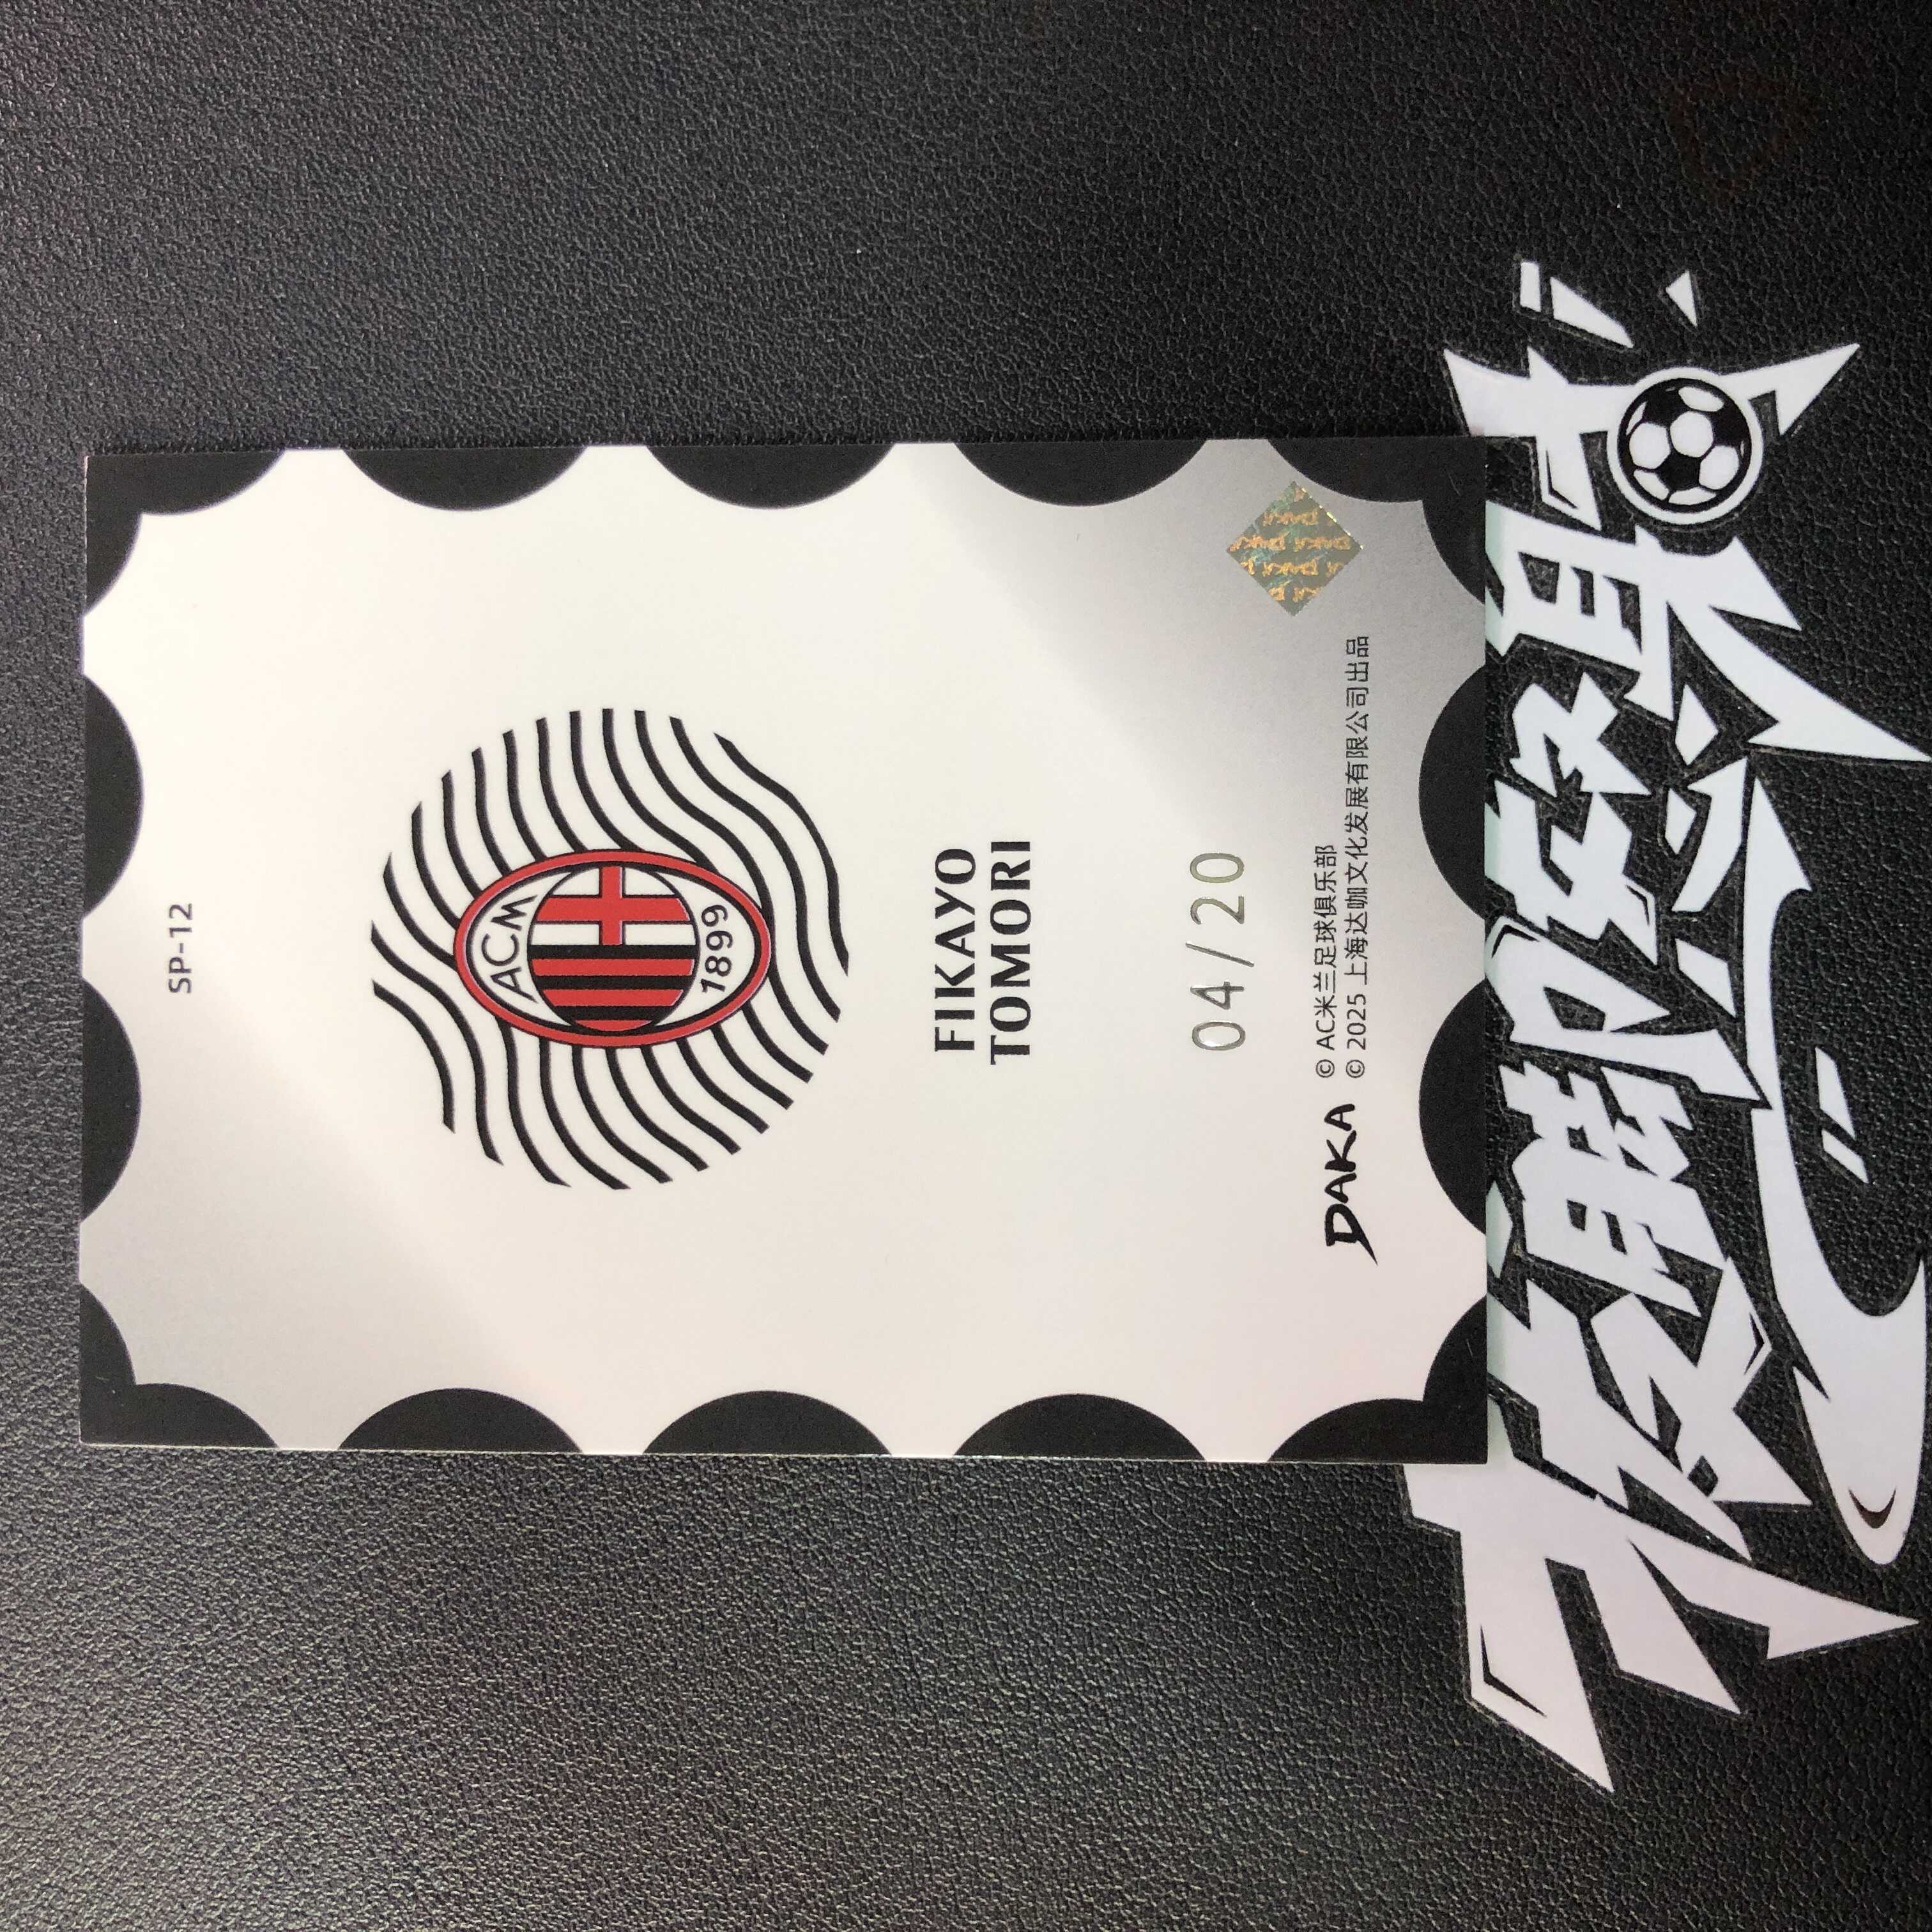 SP-12
ACM
1899
FIKAYO
TOMORI
04/20
DAKA
© AC米兰足球俱乐部
© 2025 上海达咖文化发展有限公司出品